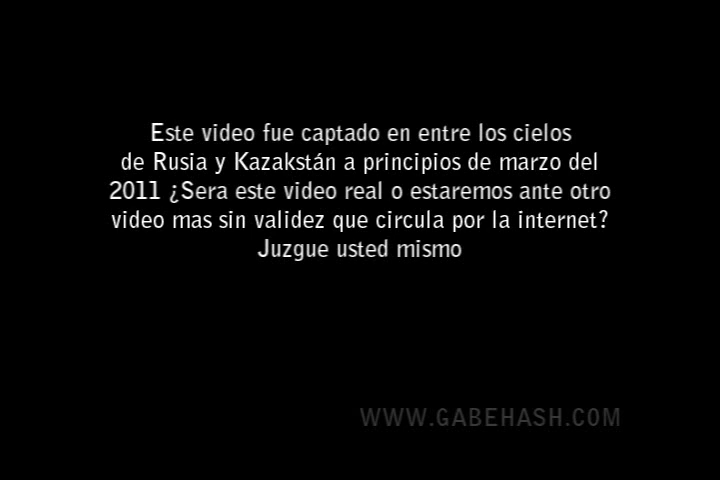 Este video fue captado en entre los cielos
de Rusia y Kazakstán a principios de marzo del
2011 ¿Sera este video real o estaremos ante otro
video mas sin validez que circula por la internet?
Juzgue usted mismo
WWW.GABEHASH.COM